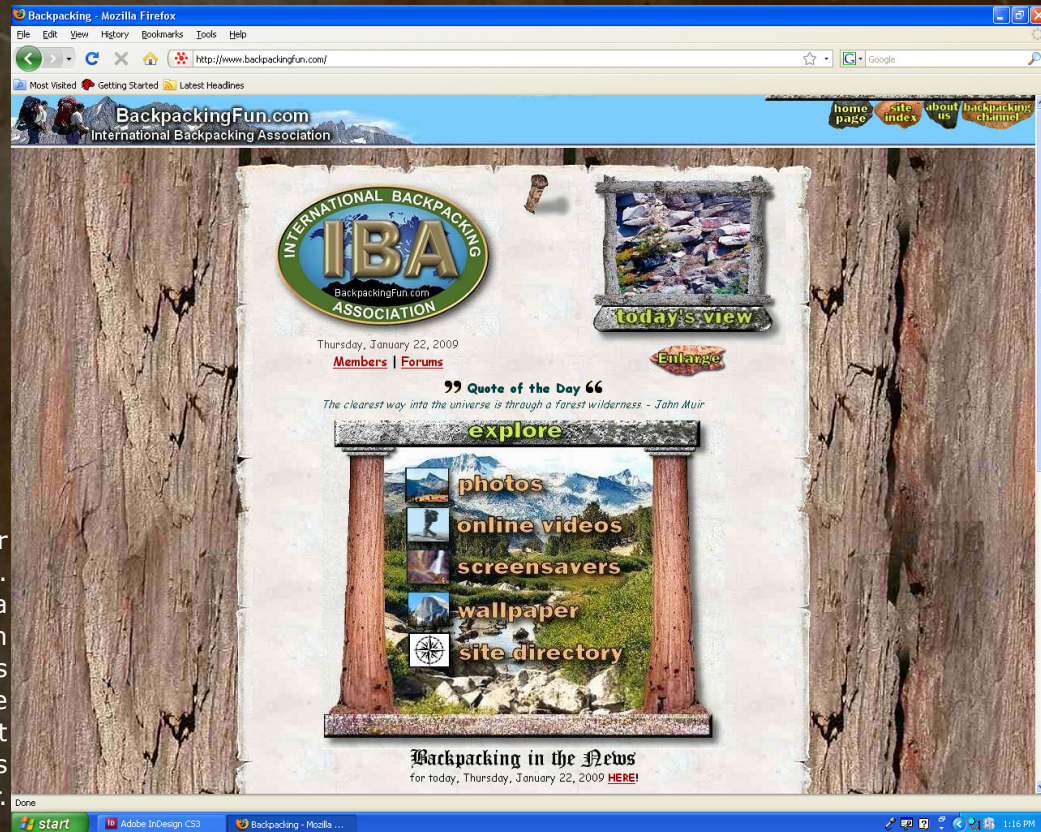 Backpacking - Mozilla Firefox
File Edit View History Bookmarks Tools Help
http://www.backpackingfun.com/
G Google
Most Visited Getting Started Latest Headlines
BackpackingFun.com
International Backpacking Association
home page
site index
about us
backpacking channel
INTERNATIONAL BACKPACKING
IBA
BackpackingFun.com
ASSOCIATION
today's view
Thursday, January 22, 2009
Members | Forums
Enlarge
” Quote of the Day “
The clearest way into the universe is through a forest wilderness. - John Muir
explore
photos
online videos
screensavers
wallpaper
site directory
Backpacking in the News
for today, Thursday, January 22, 2009 HERE!
r
.
a
n
s
e
t
s
r.
Done
start Adobe InDesign CS3 Backpacking - Mozilla ... 1:16 PM